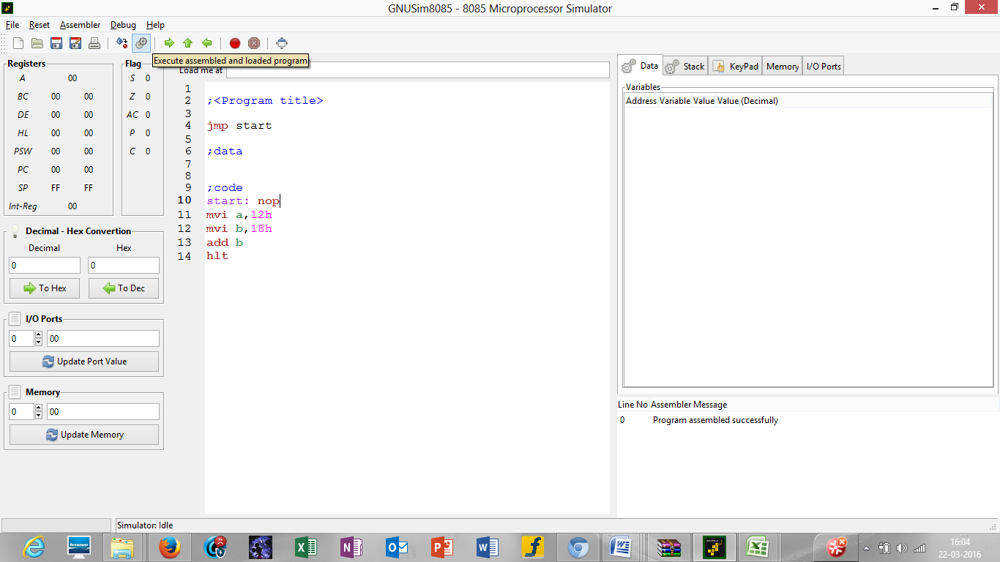 GNUSim8085 - 8085 Microprocessor Simulator
File Reset Assembler Debug Help
Execute assembled and loaded program
Registers
A 00
BC 00 00
DE 00 00
HL 00 00
PSW 00 00
PC 00 00
SP FF FF
Int-Reg 00
Flag
S 0
Z 0
AC 0
P 0
C 0
Decimal - Hex Convertion
Decimal Hex
0 0
To Hex To Dec
I/O Ports
0 00
Update Port Value
Memory
0 00
Update Memory
Load me at
1
2 ;<Program title>
3
4 jmp start
5
6 ;data
7
8
9 ;code
10 start: nop
11 mvi a,12h
12 mvi b,18h
13 add b
14 hlt
Data Stack KeyPad Memory I/O Ports
Variables
Address Variable Value Value (Decimal)
Line No Assembler Message
0 Program assembled successfully
Simulator: Idle
lenovo
16:04
22-03-2016